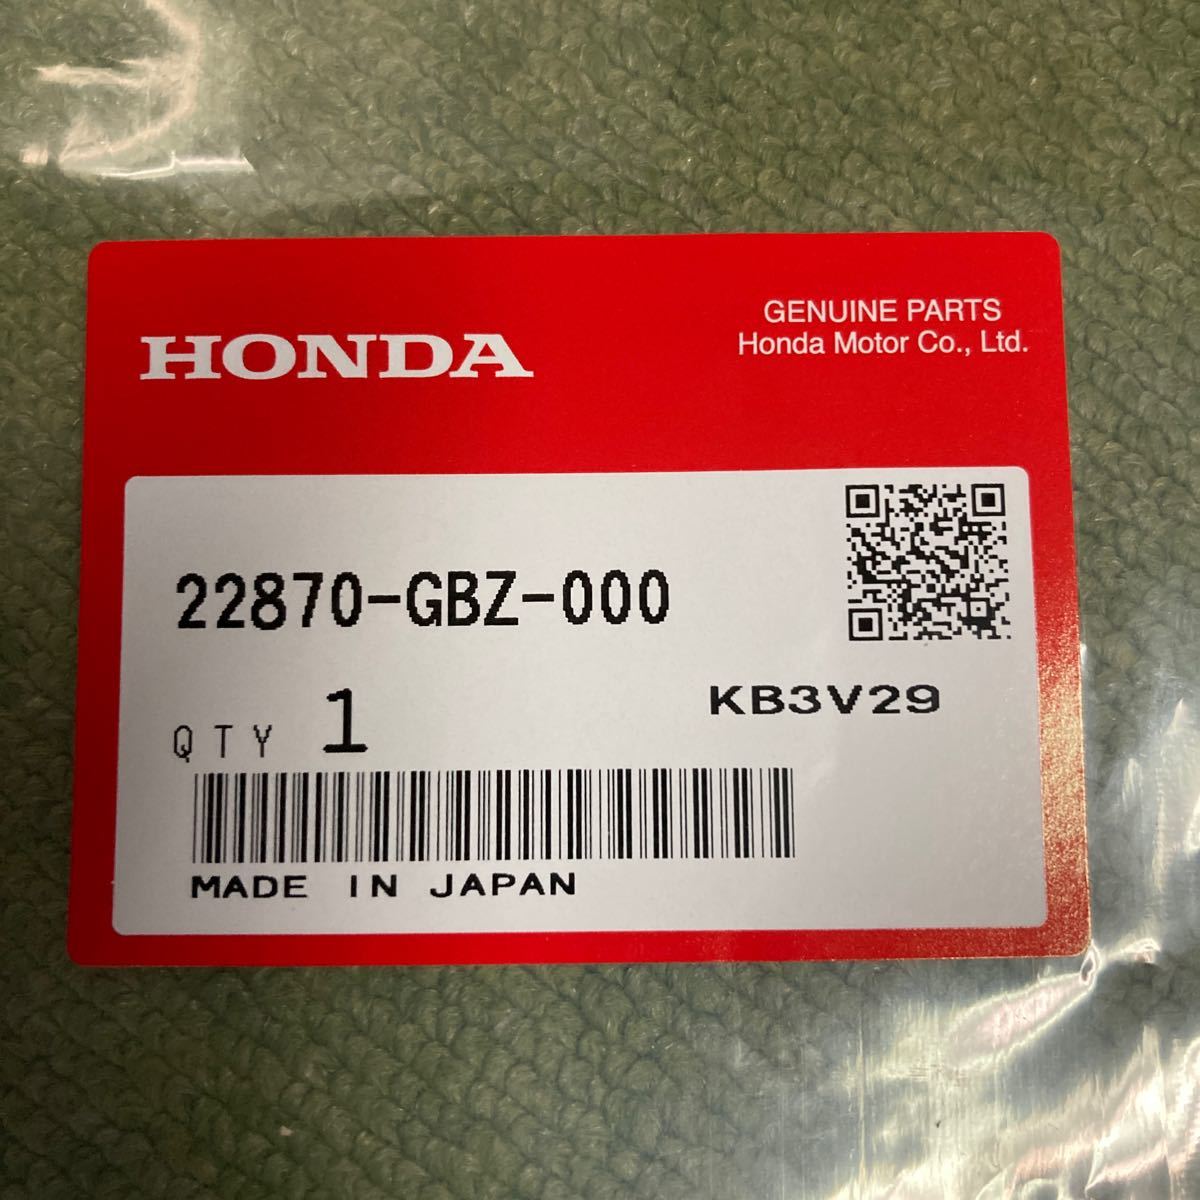 HONDA
GENUINE PARTS
Honda Motor Co., Ltd.
22870-GBZ-000
QTY 1
KB3V29
MADE IN JAPAN